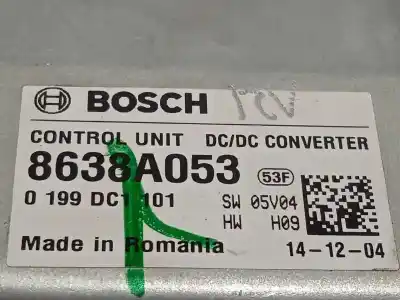 BOSCH
CONTROL UNIT DC/DC CONVERTER
8638A053 53F
0 199 DC1 101 SW 05V04
HW H09
Made in Romania 14-12-04